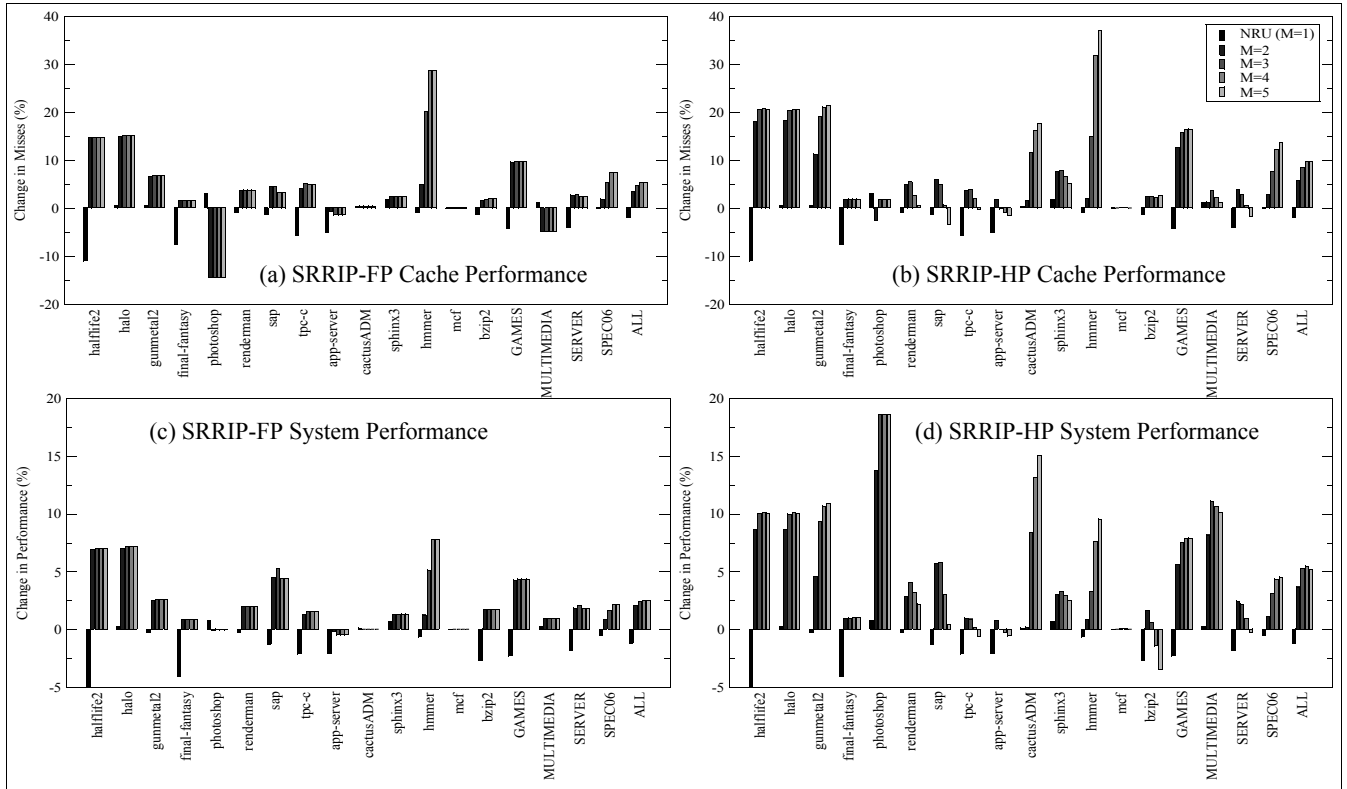 40
30
20
10
0
-10
-20
Change in Misses (%)
(a) SRRIP-FP Cache Performance
halflife2
halo
gunmetal2
final-fantasy
photoshop
renderman
sap
tpc-c
app-server
cactusADM
sphinx3
hmmer
mcf
bzip2
GAMES
MULTIMEDIA
SERVER
SPEC06
ALL
40
30
20
10
0
-10
-20
Change in Misses (%)
NRU (M=1)
M=2
M=3
M=4
M=5
(b) SRRIP-HP Cache Performance
halflife2
halo
gunmetal2
final-fantasy
photoshop
renderman
sap
tpc-c
app-server
cactusADM
sphinx3
hmmer
mcf
bzip2
GAMES
MULTIMEDIA
SERVER
SPEC06
ALL
20
15
10
5
0
-5
Change in Performance (%)
(c) SRRIP-FP System Performance
halflife2
halo
gunmetal2
final-fantasy
photoshop
renderman
sap
tpc-c
app-server
cactusADM
sphinx3
hmmer
mcf
bzip2
GAMES
MULTIMEDIA
SERVER
SPEC06
ALL
20
15
10
5
0
-5
Change in Performance (%)
(d) SRRIP-HP System Performance
halflife2
halo
gunmetal2
final-fantasy
photoshop
renderman
sap
tpc-c
app-server
cactusADM
sphinx3
hmmer
mcf
bzip2
GAMES
MULTIMEDIA
SERVER
SPEC06
ALL